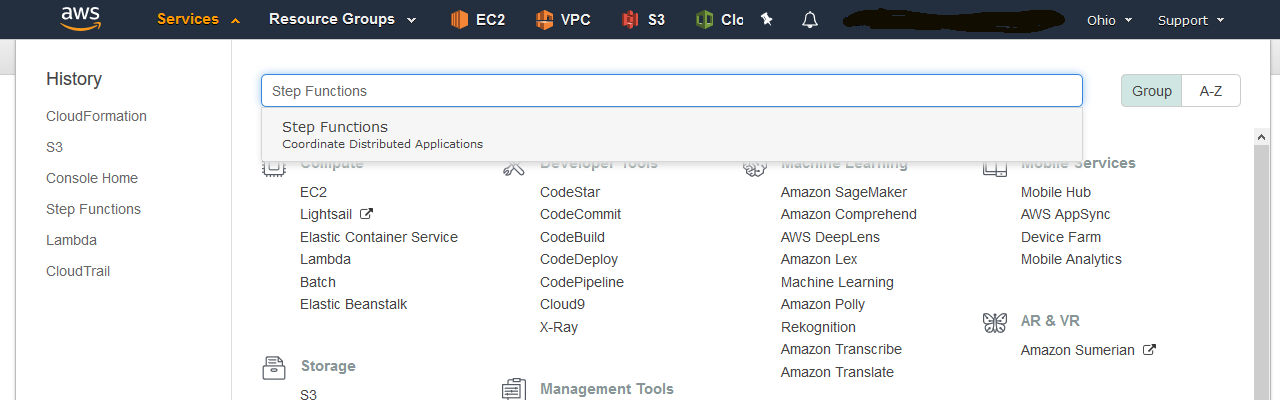 aws Services Resource Groups EC2 VPC S3 Clo Ohio Support
History
CloudFormation
S3
Console Home
Step Functions
Lambda
CloudTrail
Step Functions
Group A-Z
Step Functions
Coordinate Distributed Applications
Compute
EC2
Lightsail
Elastic Container Service
Lambda
Batch
Elastic Beanstalk
Storage
S3
Developer Tools
CodeStar
CodeCommit
CodeBuild
CodeDeploy
CodePipeline
Cloud9
X-Ray
Management Tools
Machine Learning
Amazon SageMaker
Amazon Comprehend
AWS DeepLens
Amazon Lex
Machine Learning
Amazon Polly
Rekognition
Amazon Transcribe
Amazon Translate
Mobile Services
Mobile Hub
AWS AppSync
Device Farm
Mobile Analytics
AR & VR
Amazon Sumerian